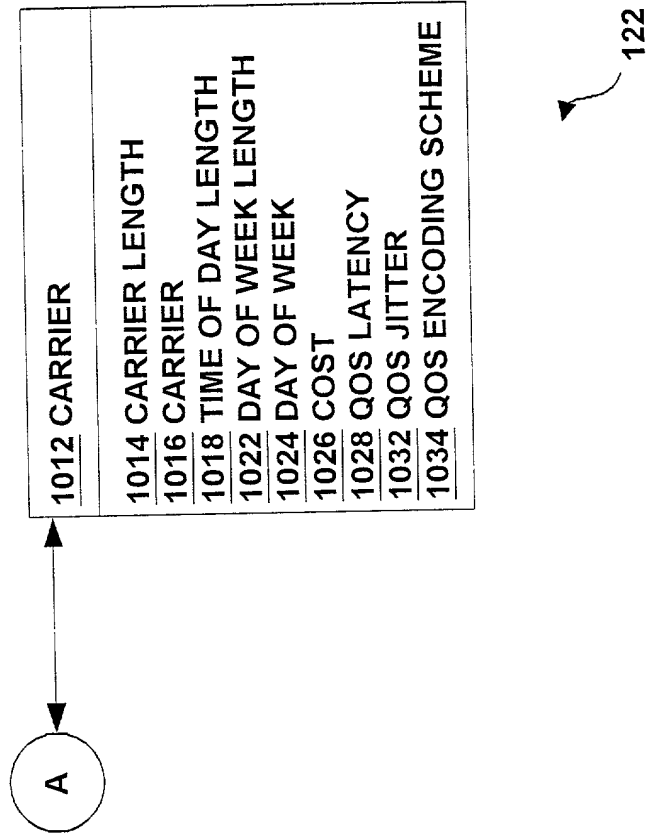 A
1012 CARRIER
1014 CARRIER LENGTH
1016 CARRIER
1018 TIME OF DAY LENGTH
1022 DAY OF WEEK LENGTH
1024 DAY OF WEEK
1026 COST
1028 QOS LATENCY
1032 QOS JITTER
1034 QOS ENCODING SCHEME
122